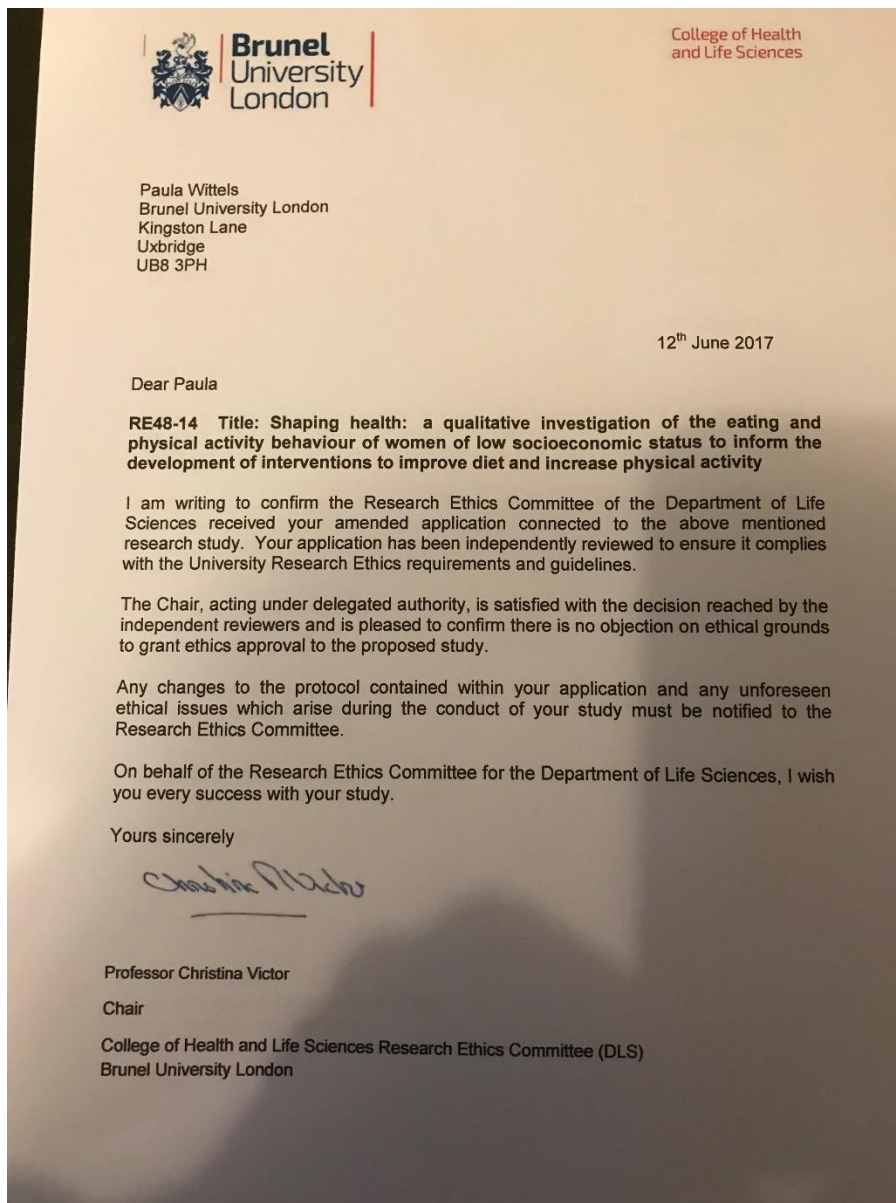 Brunel
University
London
College of Health
and Life Sciences
Paula Wittels
Brunel University London
Kingston Lane
Uxbridge
UB8 3PH
12th June 2017
Dear Paula
RE48-14 Title: Shaping health: a qualitative investigation of the eating and
physical activity behaviour of women of low socioeconomic status to inform the
development of interventions to improve diet and increase physical activity
I am writing to confirm the Research Ethics Committee of the Department of Life
Sciences received your amended application connected to the above mentioned
research study. Your application has been independently reviewed to ensure it complies
with the University Research Ethics requirements and guidelines.
The Chair, acting under delegated authority, is satisfied with the decision reached by the
independent reviewers and is pleased to confirm there is no objection on ethical grounds
to grant ethics approval to the proposed study.
Any changes to the protocol contained within your application and any unforeseen
ethical issues which arise during the conduct of your study must be notified to the
Research Ethics Committee.
On behalf of the Research Ethics Committee for the Department of Life Sciences, I wish
you every success with your study.
Yours sincerely
Christina Victor
Professor Christina Victor
Chair
College of Health and Life Sciences Research Ethics Committee (DLS)
Brunel University London